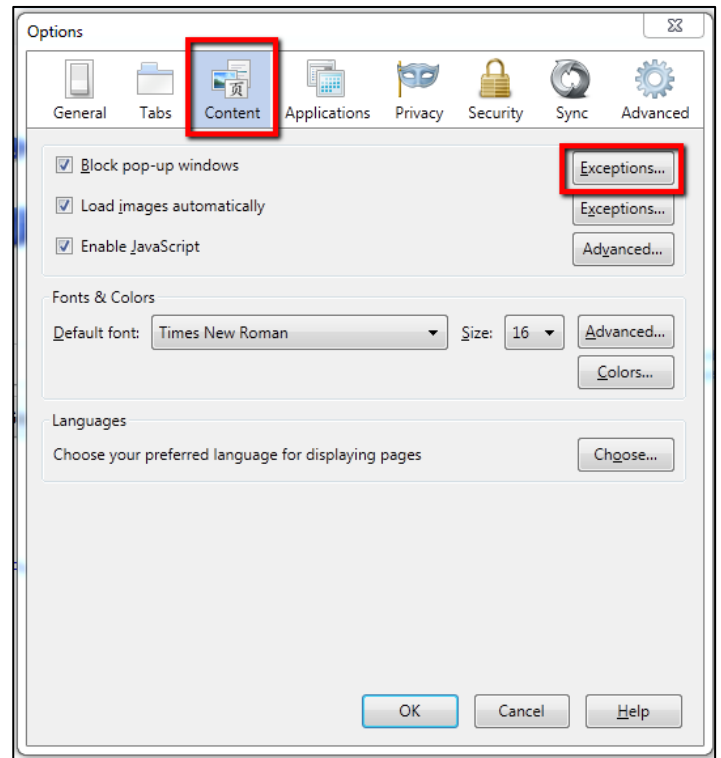 Options
General Tabs Content Applications Privacy Security Sync Advanced
页
Block pop-up windows Exceptions...
Load images automatically Exceptions...
Enable JavaScript Advanced...
Fonts & Colors
Default font: Times New Roman Size: 16 Advanced...
Colors...
Languages
Choose your preferred language for displaying pages Choose...
OK Cancel Help